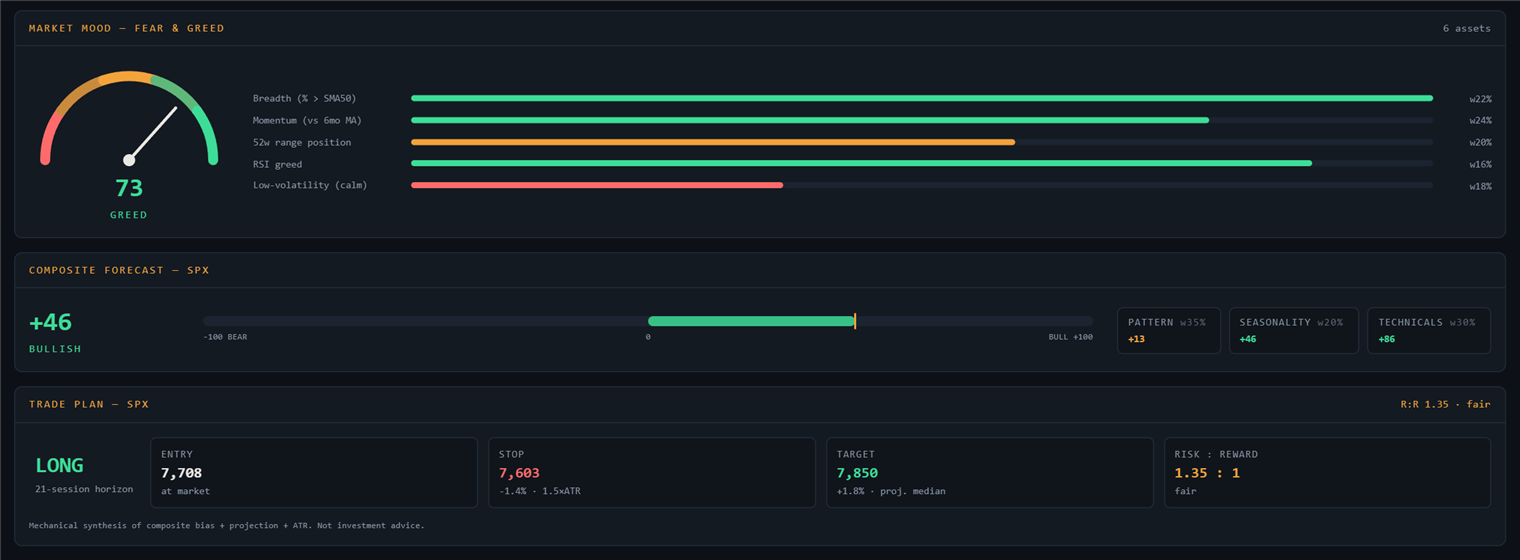 MARKET MOOD — FEAR & GREED
6 assets
73
GREED
Breadth (% > SMA50)
w22%
Momentum (vs 6mo MA)
w24%
52w range position
w20%
RSI greed
w16%
Low-volatility (calm)
w18%
COMPOSITE FORECAST — SPX
+46
BULLISH
-100 BEAR
0
BULL +100
PATTERN w35%
+13
SEASONALITY w20%
+46
TECHNICALS w30%
+86
TRADE PLAN — SPX
R:R 1.35 · fair
LONG
21-session horizon
ENTRY
7,708
at market
STOP
7,603
-1.4% · 1.5×ATR
TARGET
7,850
+1.8% · proj. median
RISK : REWARD
1.35 : 1
fair
Mechanical synthesis of composite bias + projection + ATR. Not investment advice.